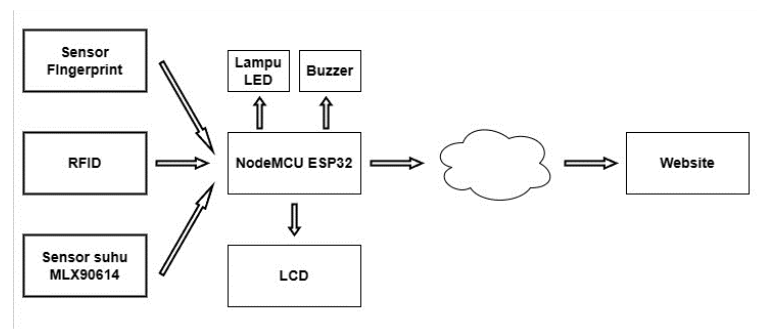 Sensor
FIngerprint
Lampu
LED
Buzzer
RFID
NodeMCU ESP32
Website
Sensor suhu
MLX90614
LCD